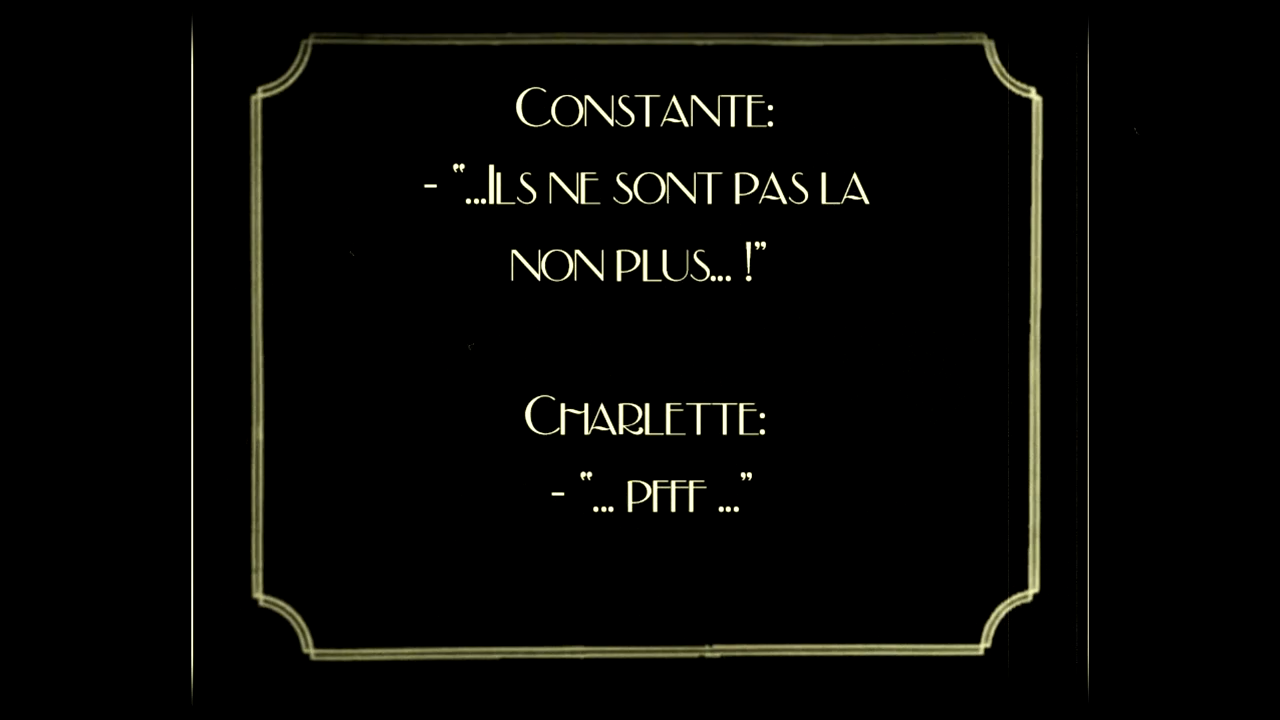 Constante:
- “...Ils ne sont pas la
non plus... !”
Charlette:
- “... pfff ...”